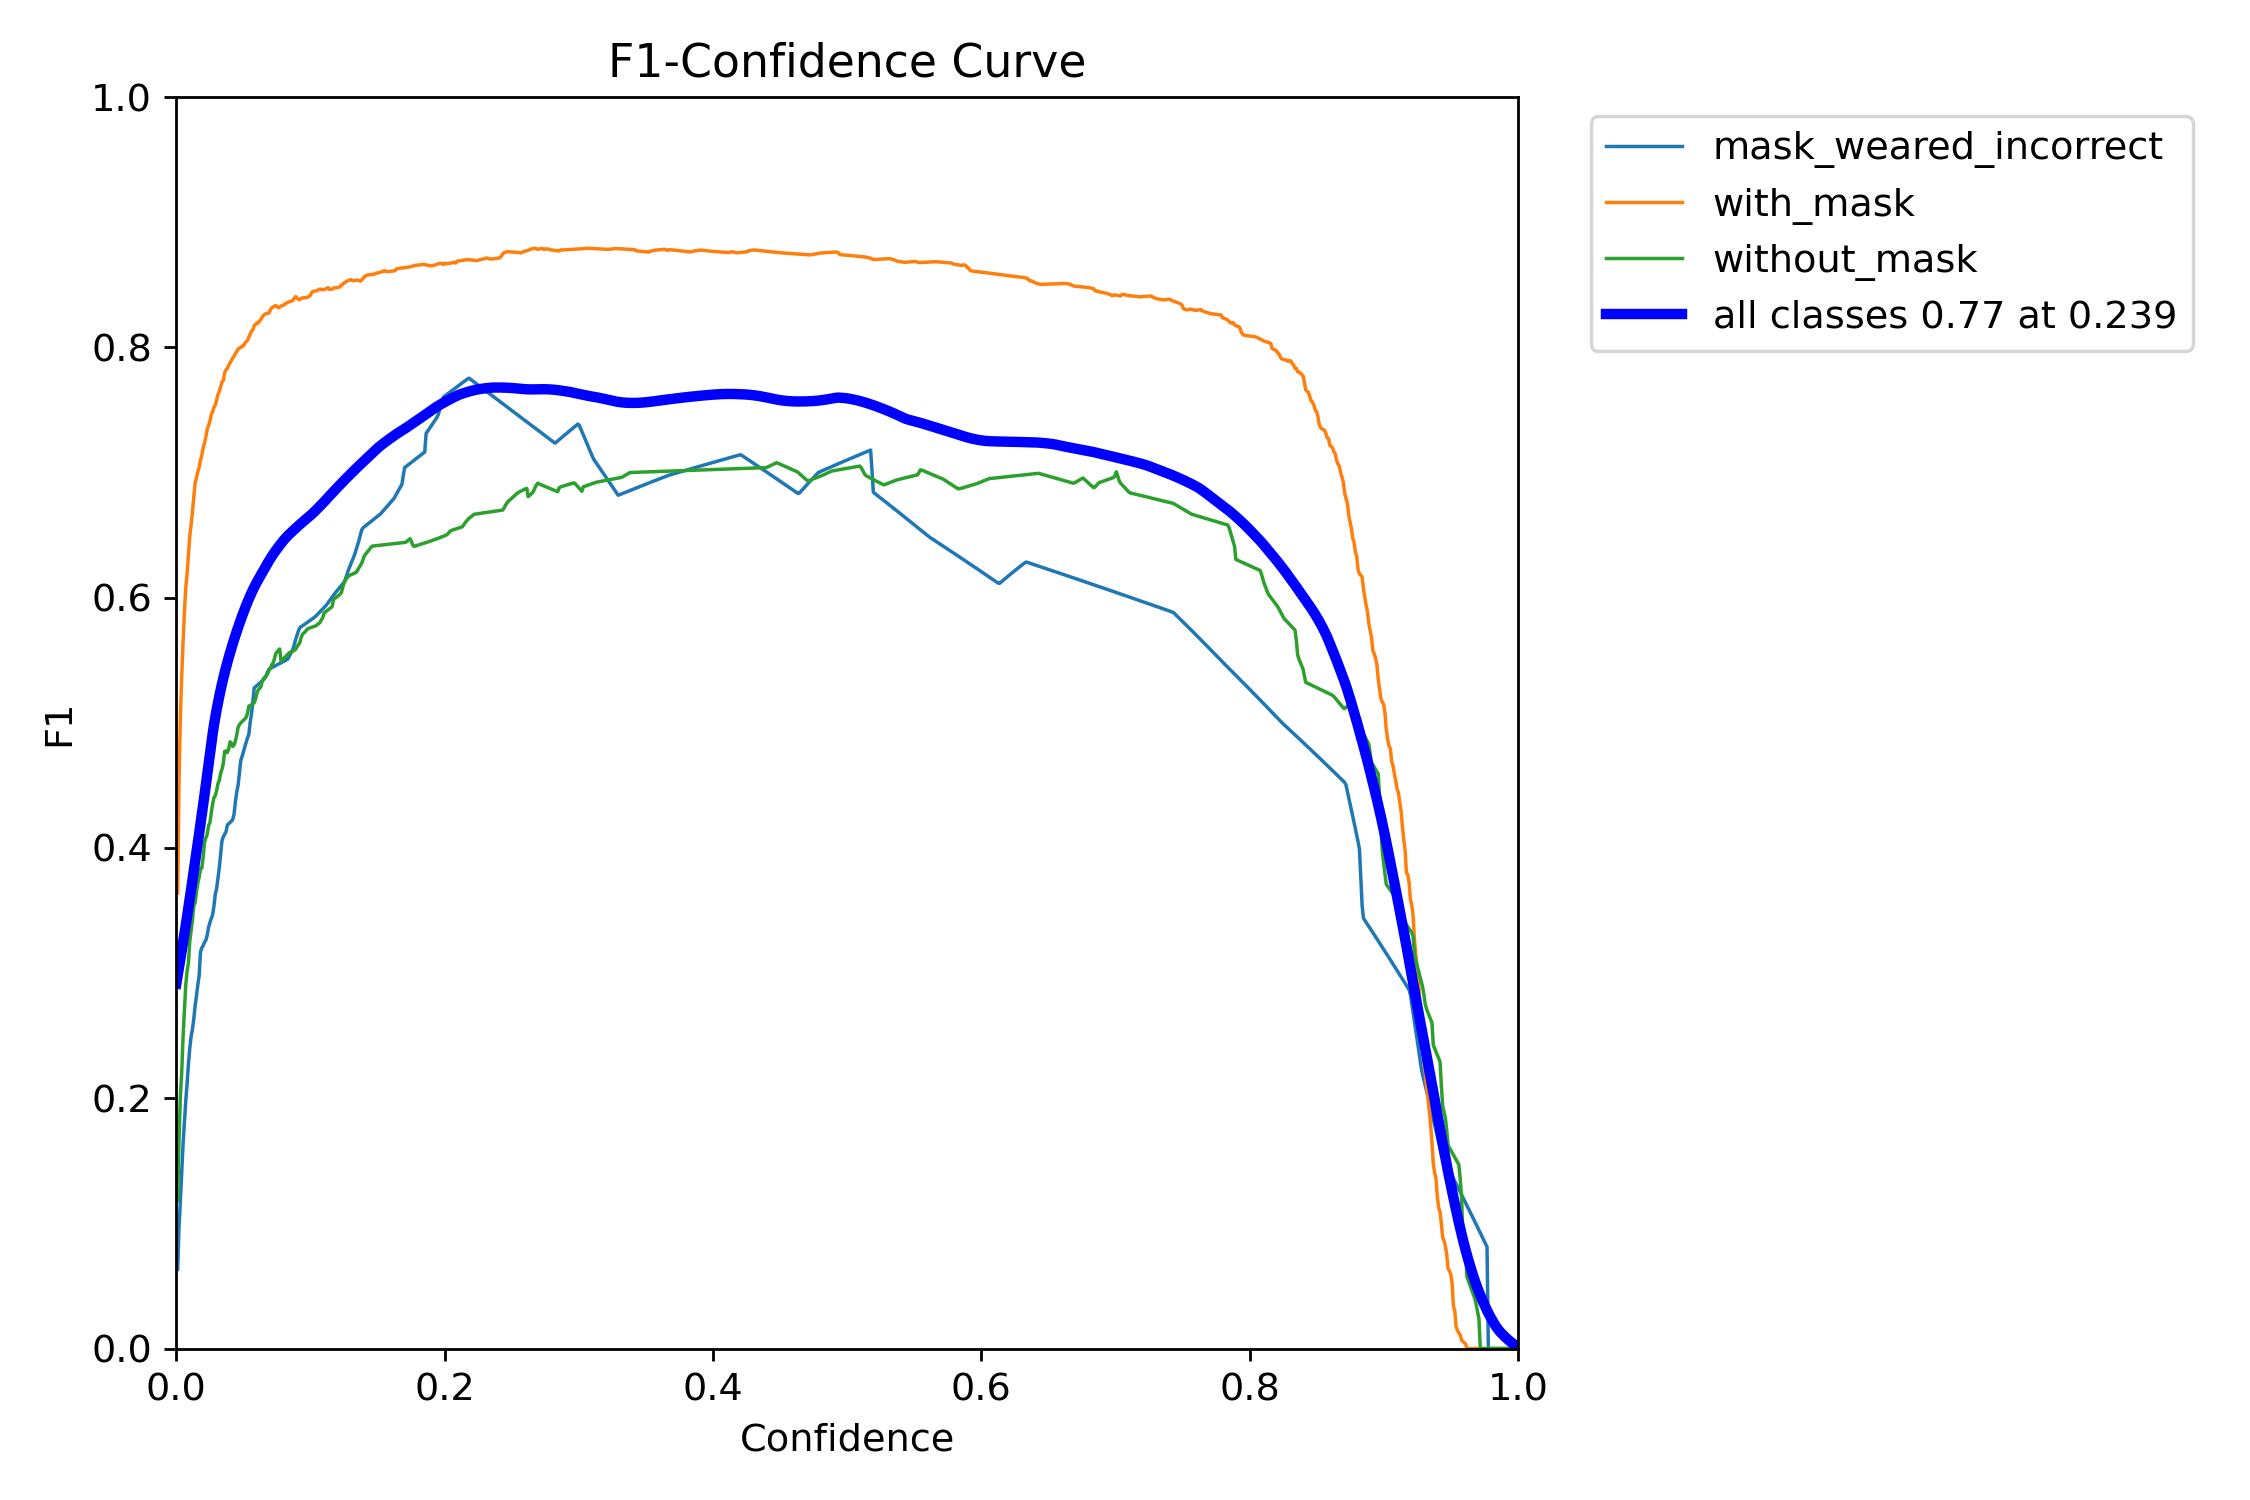 F1-Confidence Curve
1.0
0.8
0.6
0.4
0.2
0.0
F1
0.0 0.2 0.4 0.6 0.8 1.0
Confidence
mask_weared_incorrect
with_mask
without_mask
all classes 0.77 at 0.239